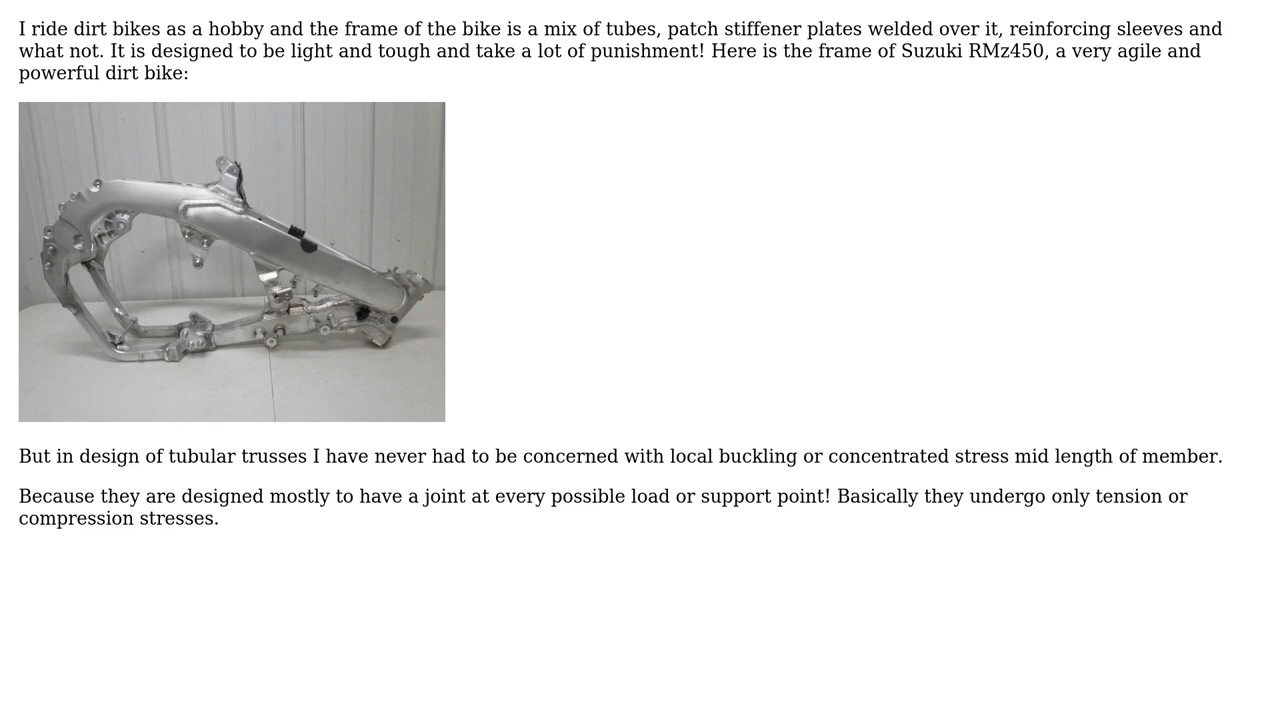 I ride dirt bikes as a hobby and the frame of the bike is a mix of tubes, patch stiffener plates welded over it, reinforcing sleeves and
what not. It is designed to be light and tough and take a lot of punishment! Here is the frame of Suzuki RMz450, a very agile and
powerful dirt bike:
But in design of tubular trusses I have never had to be concerned with local buckling or concentrated stress mid length of member.
Because they are designed mostly to have a joint at every possible load or support point! Basically they undergo only tension or
compression stresses.